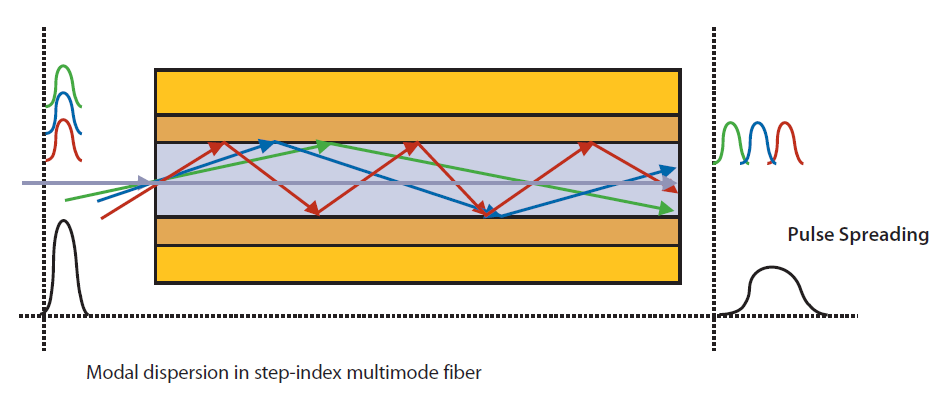 Pulse Spreading
Modal dispersion in step-index multimode fiber